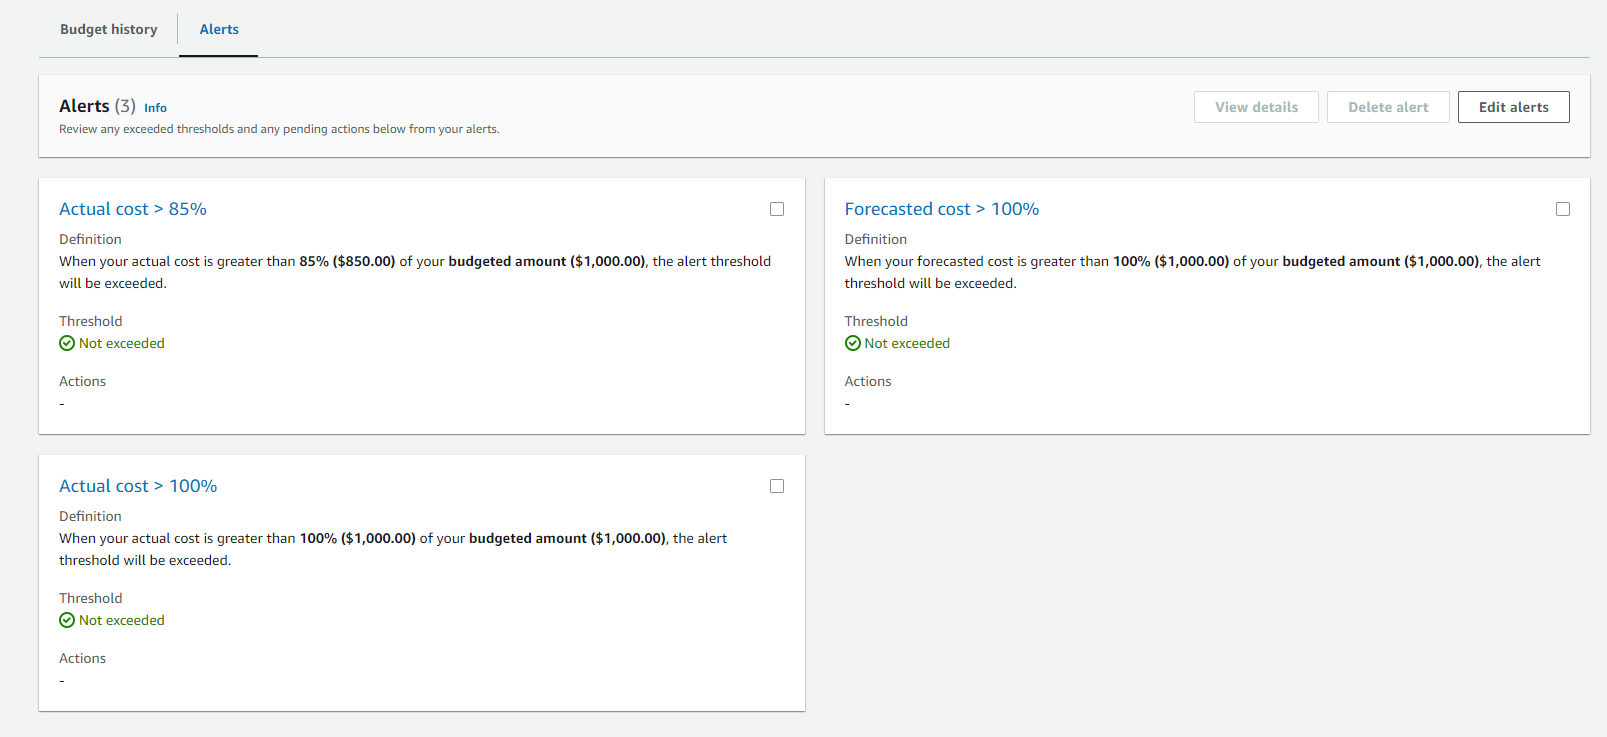 Budget history
Alerts
Alerts (3) Info
Review any exceeded thresholds and any pending actions below from your alerts.
View details
Delete alert
Edit alerts
Actual cost > 85%
Definition
When your actual cost is greater than 85% ($850.00) of your budgeted amount ($1,000.00), the alert threshold
will be exceeded.
Threshold
Not exceeded
Actions
-
Forecasted cost > 100%
Definition
When your forecasted cost is greater than 100% ($1,000.00) of your budgeted amount ($1,000.00), the alert
threshold will be exceeded.
Threshold
Not exceeded
Actions
-
Actual cost > 100%
Definition
When your actual cost is greater than 100% ($1,000.00) of your budgeted amount ($1,000.00), the alert
threshold will be exceeded.
Threshold
Not exceeded
Actions
-